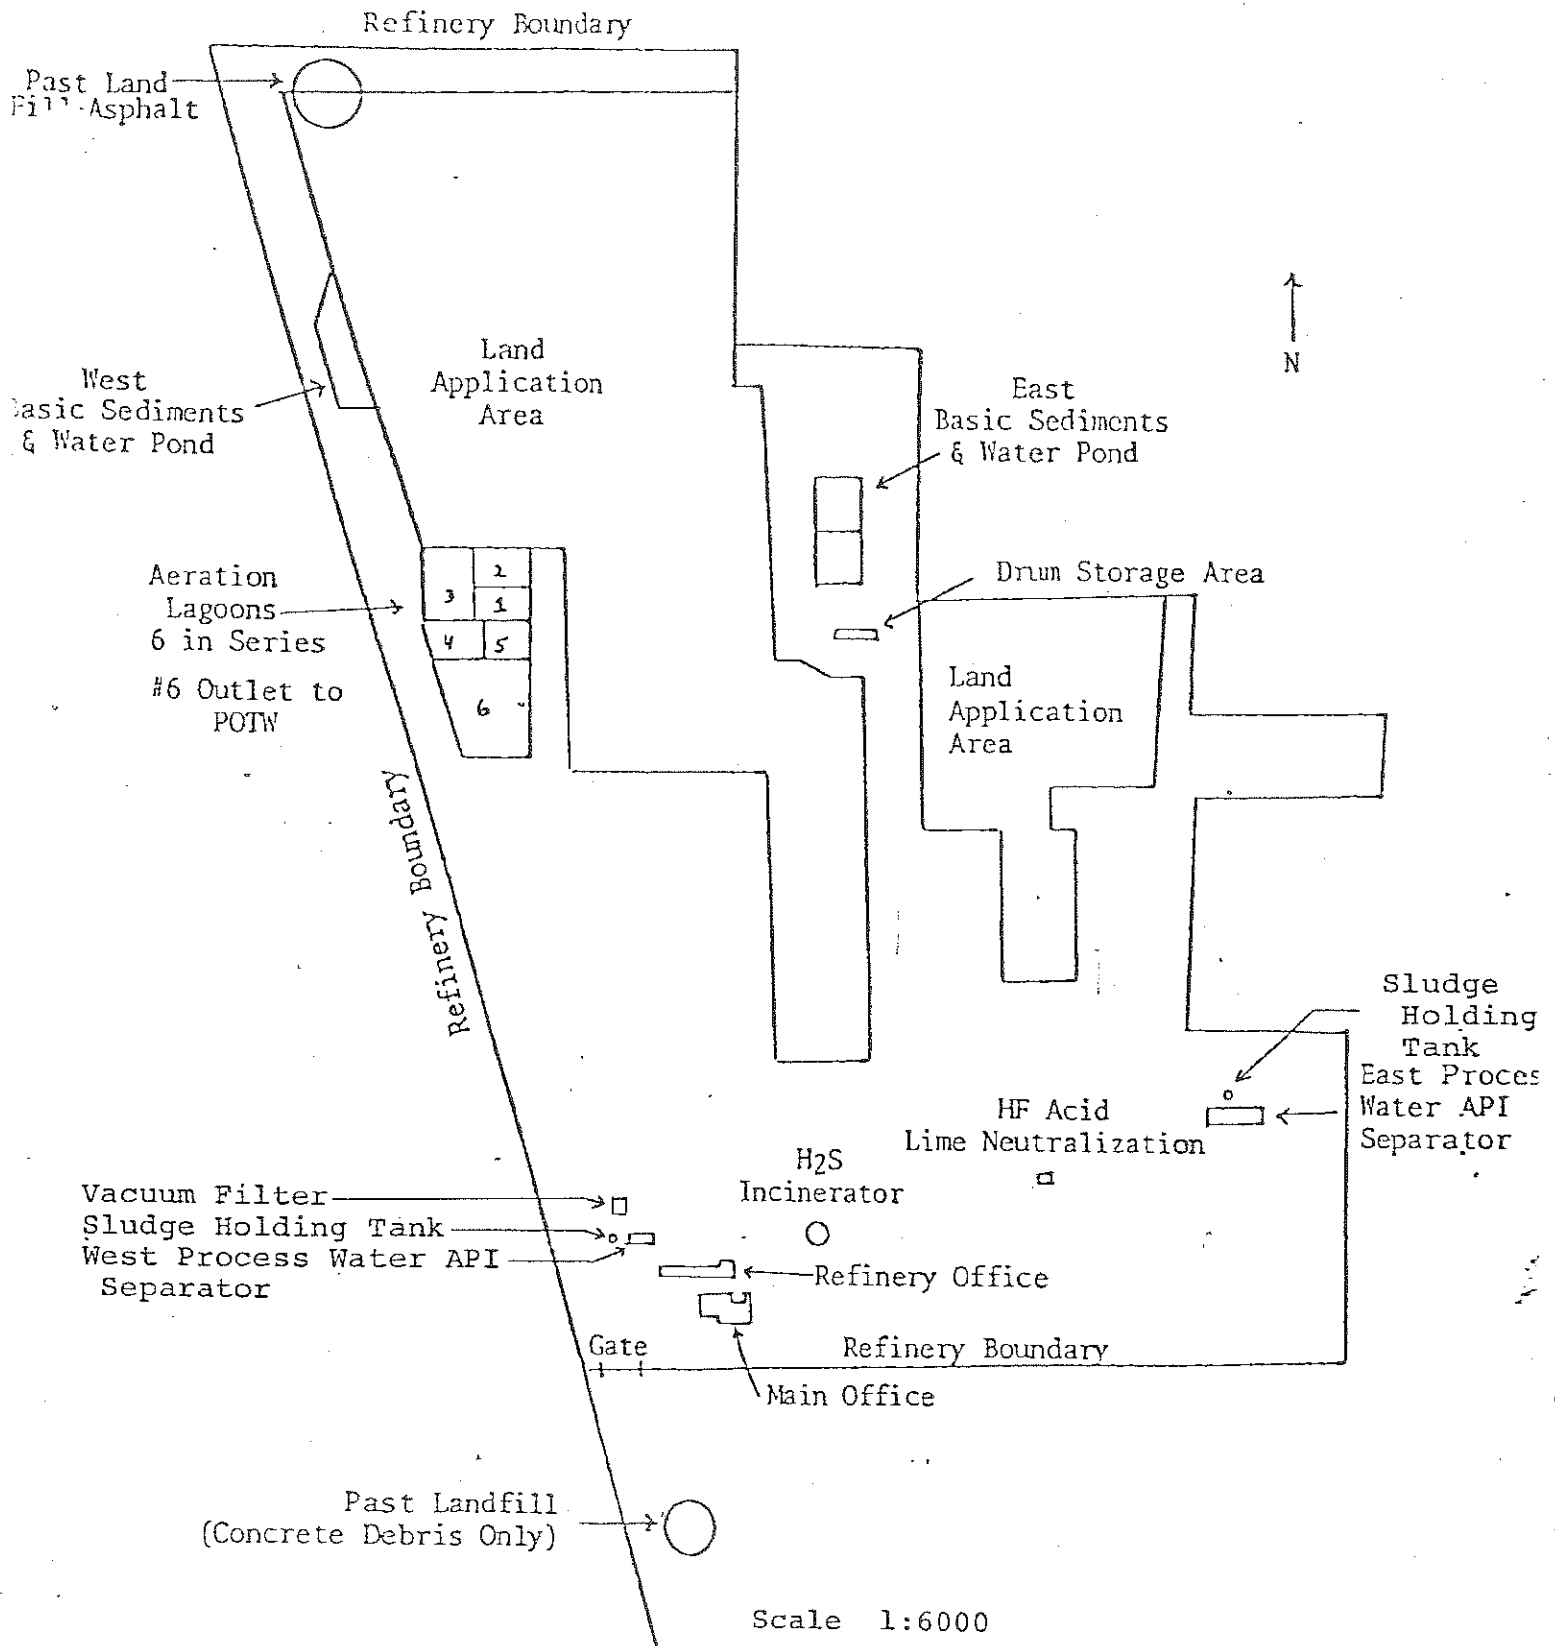 Refinery Boundary
Past Land
Fill Asphalt
West
Basic Sediments
& Water Pond
Land
Application
Area
N
East
Basic Sediments
& Water Pond
Aeration
Lagoons
6 in Series
#6 Outlet to
POTW
2
3
1
4
5
6
Drum Storage Area
Land
Application
Area
Refinery Boundary
Sludge
Holding
Tank
East Proces
Water API
Separator
HF Acid
Lime Neutralization
H2S
Incinerator
Vacuum Filter
Sludge Holding Tank
West Process Water API
Separator
Refinery Office
Gate
Refinery Boundary
Main Office
Past Landfill
(Concrete Debris Only)
Scale 1:6000